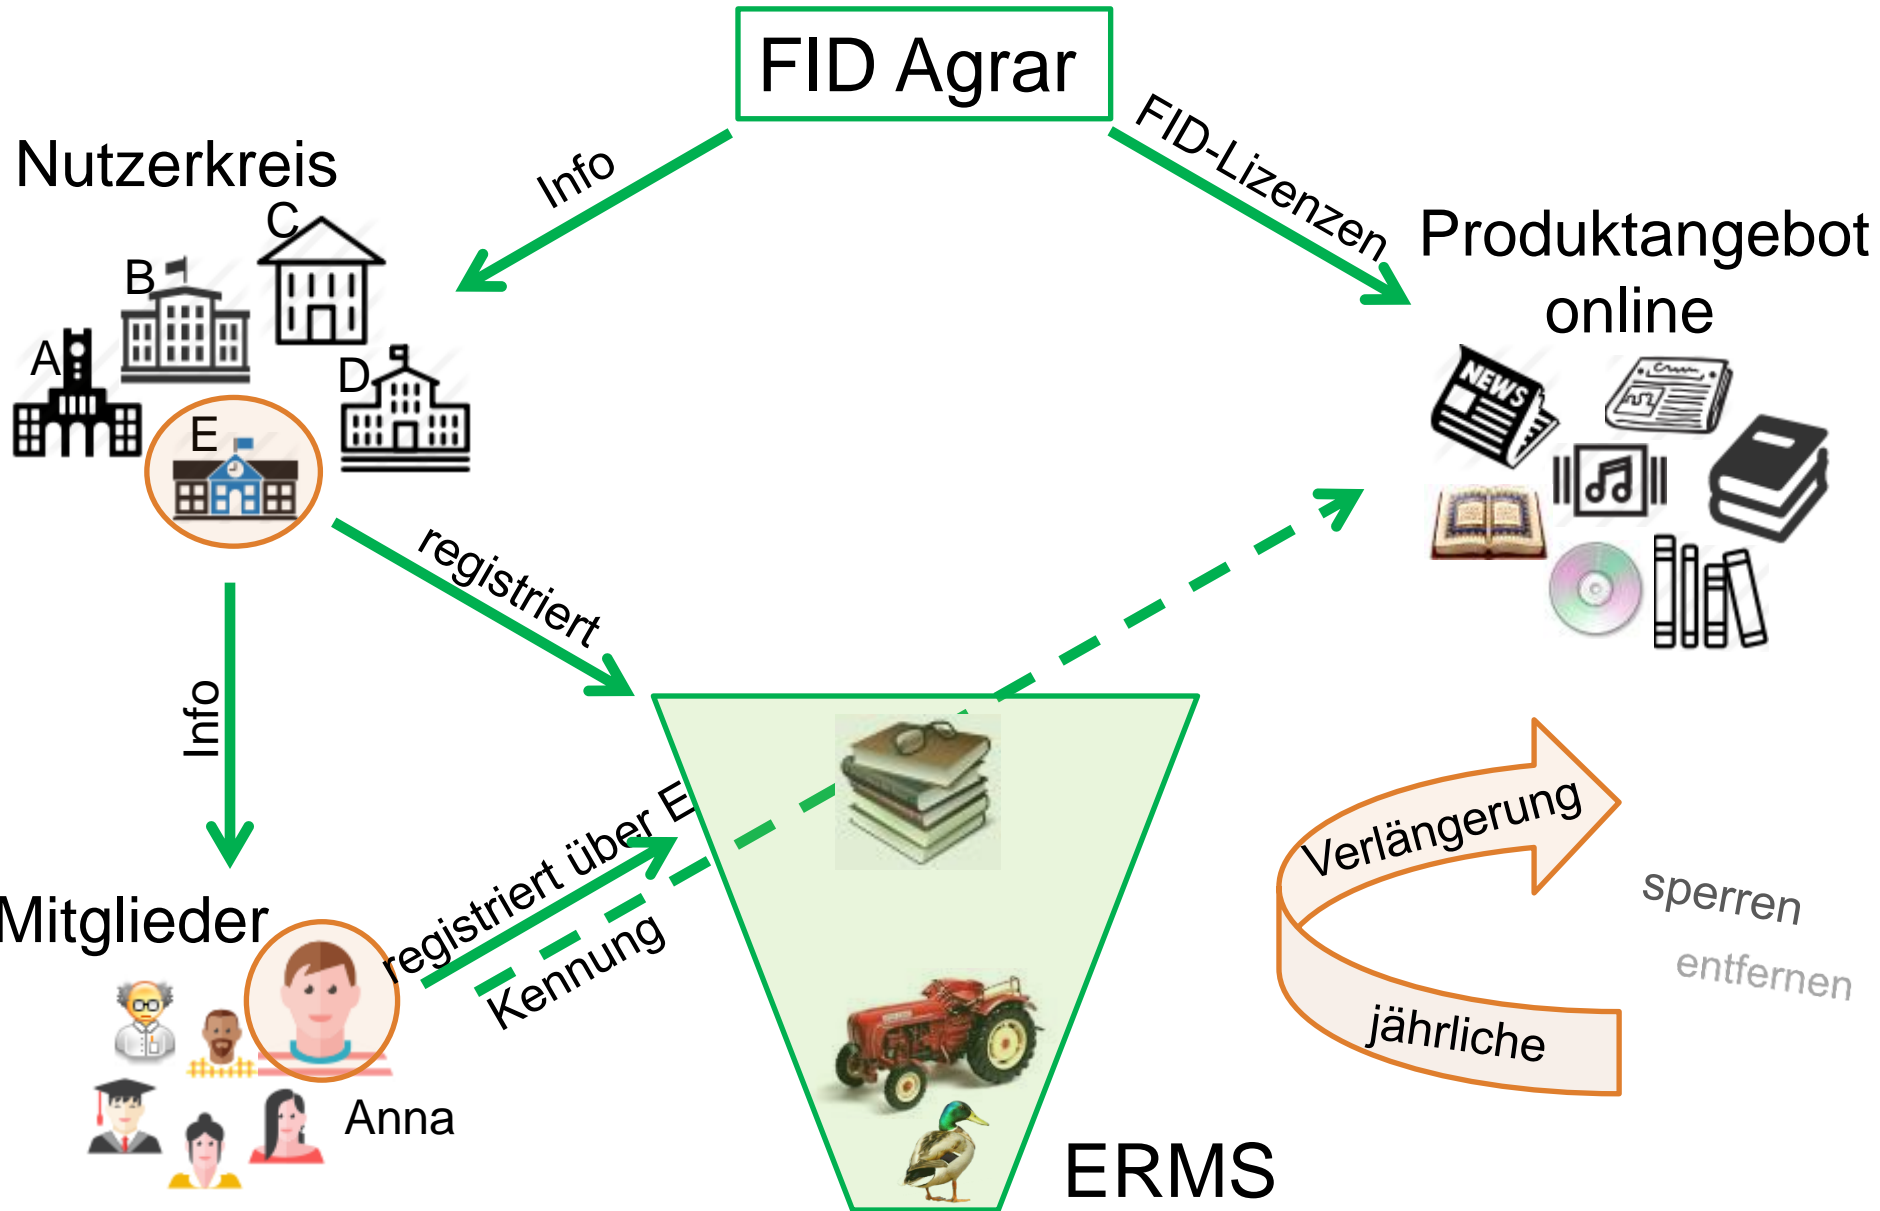 FID Agrar
Info
FID-Lizenzen
Nutzerkreis
A
B
C
D
E
Produktangebot
online
NEWS
registriert
Info
Mitglieder
registriert über E
Kennung
Anna
ERMS
Verlängerung
jährliche
sperren
entfernen